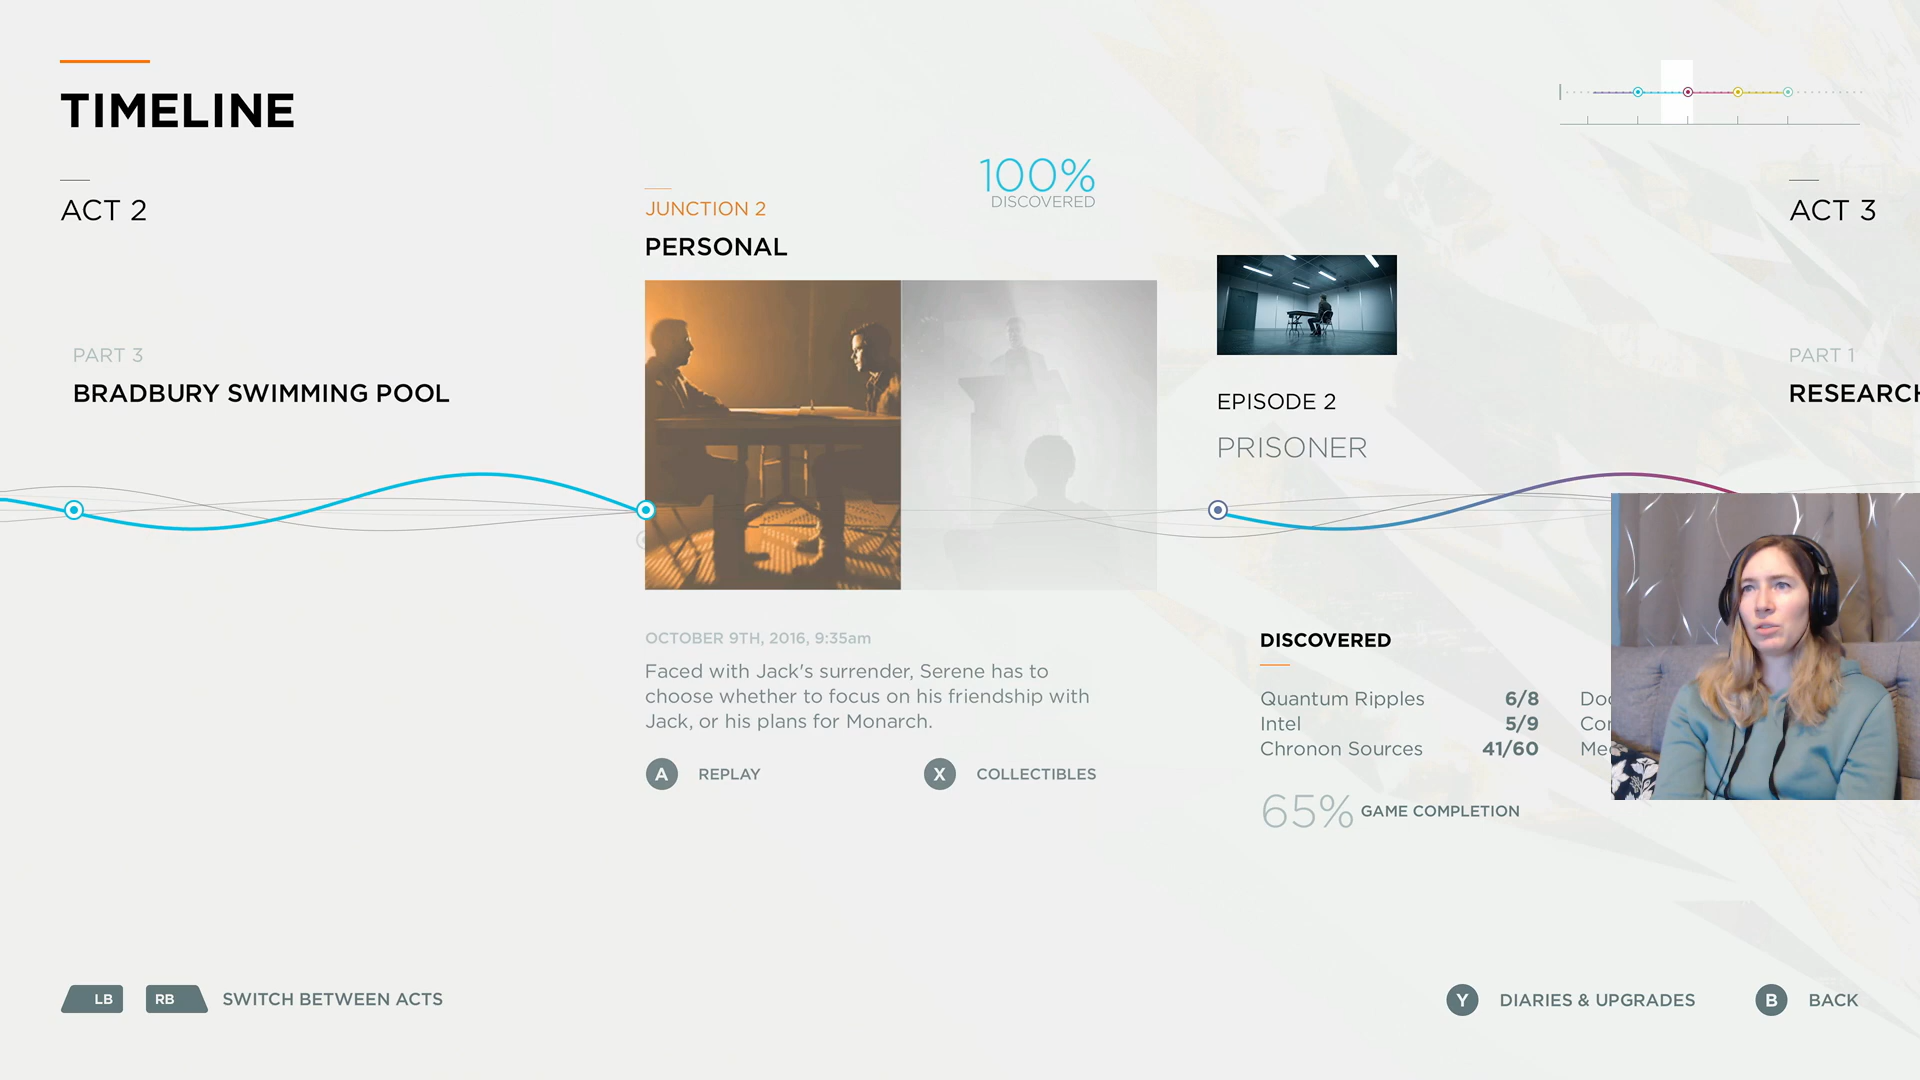 TIMELINE
ACT 2
PART 3
BRADBURY SWIMMING POOL
JUNCTION 2
PERSONAL
100%
DISCOVERED
OCTOBER 9TH, 2016, 9:35am
Faced with Jack's surrender, Serene has to
choose whether to focus on his friendship with
Jack, or his plans for Monarch.
A REPLAY
X COLLECTIBLES
EPISODE 2
PRISONER
ACT 3
PART 1
DISCOVERED
Quantum Ripples 6/8
Intel 5/9
Chronon Sources 41/60
65% GAME COMPLETION
LB RB SWITCH BETWEEN ACTS
Y DIARIES & UPGRADES
B BACK